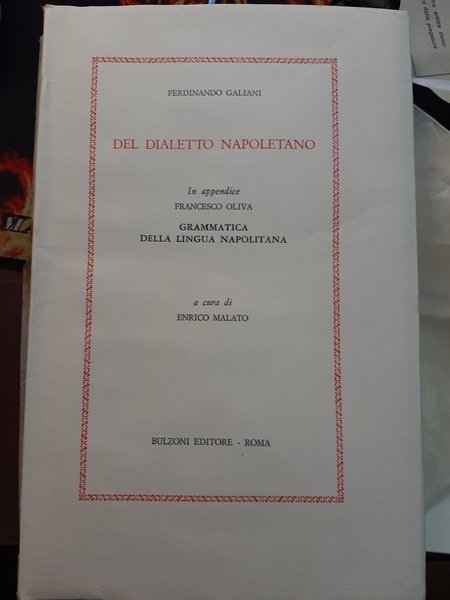 FERDINANDO GALIANI
DEL DIALETTO NAPOLETANO
In appendice
FRANCESCO OLIVA
GRAMMATICA
DELLA LINGUA NAPOLITANA
a cura di
ENRICO MALATO
BULZONI EDITORE · ROMA